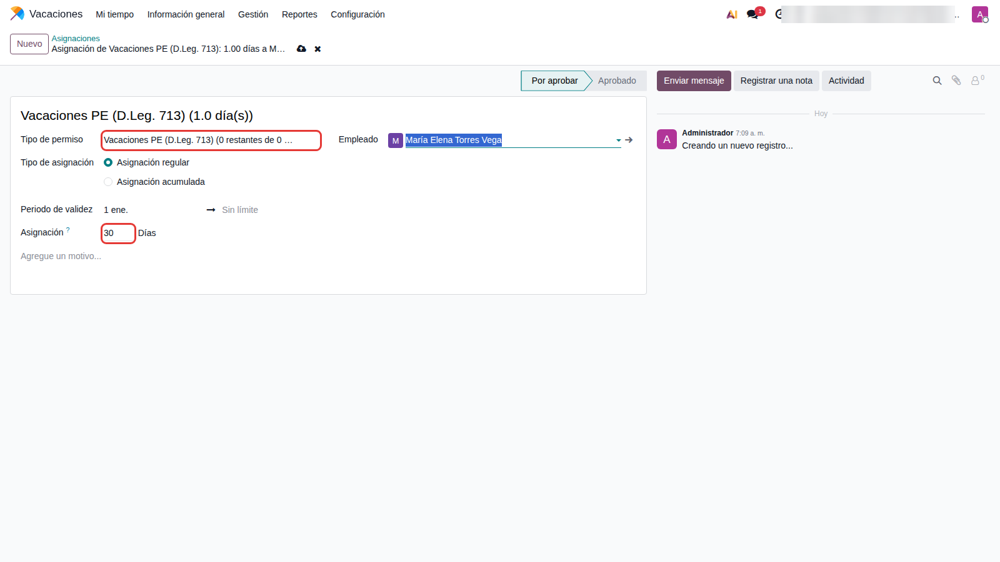 Vacaciones Mi tiempo Información general Gestión Reportes Configuración 1 .. A
Nuevo Asignaciones
Asignación de Vacaciones PE (D.Leg. 713): 1.00 días a M...
Por aprobar Aprobado Enviar mensaje Registrar una nota Actividad 0
Vacaciones PE (D.Leg. 713) (1.0 día(s))
Tipo de permiso Vacaciones PE (D.Leg. 713) (0 restantes de 0 ... Empleado M María Elena Torres Vega
Tipo de asignación Asignación regular
Asignación acumulada
Periodo de validez 1 ene. Sin límite
Asignación ? 30 Días
Agregue un motivo...
Hoy
A Administrador 7:09 a. m.
Creando un nuevo registro...